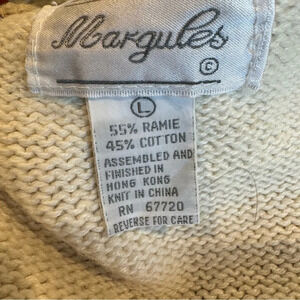 Margules
©
L
55% RAMIE
45% COTTON
ASSEMBLED AND
FINISHED IN
HONG KONG
KNIT IN CHINA
RN 67720
REVERSE FOR CARE